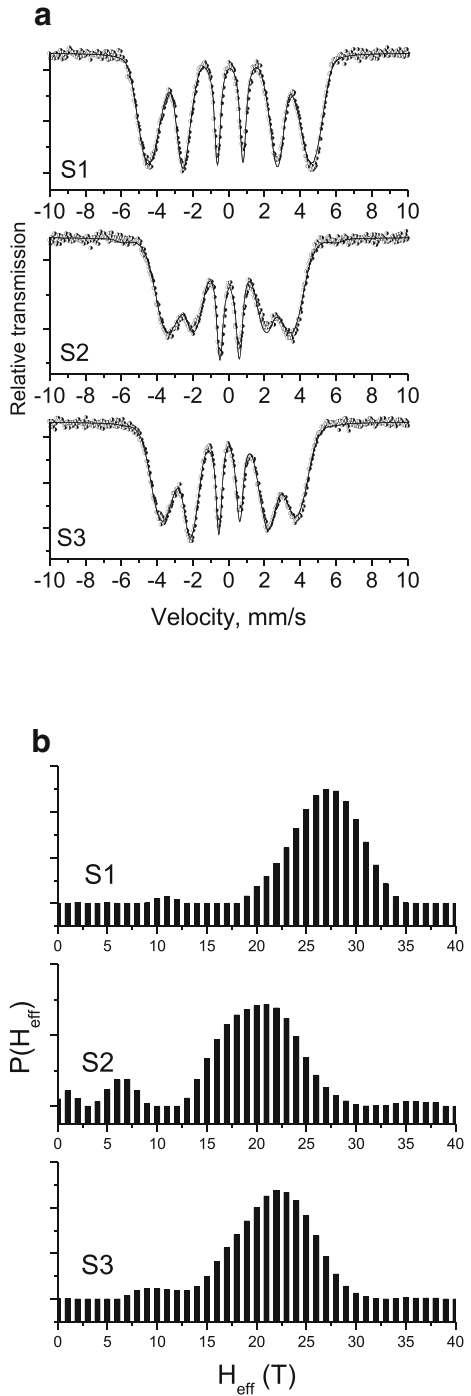 a
S1
-10 -8 -6 -4 -2 0 2 4 6 8 10
S2
-10 -8 -6 -4 -2 0 2 4 6 8 10
S3
-10 -8 -6 -4 -2 0 2 4 6 8 10
Relative transmission
Velocity, mm/s
b
S1
0 5 10 15 20 25 30 35 40
S2
0 5 10 15 20 25 30 35 40
S3
0 5 10 15 20 25 30 35 40
P(Heff)
Heff (T)